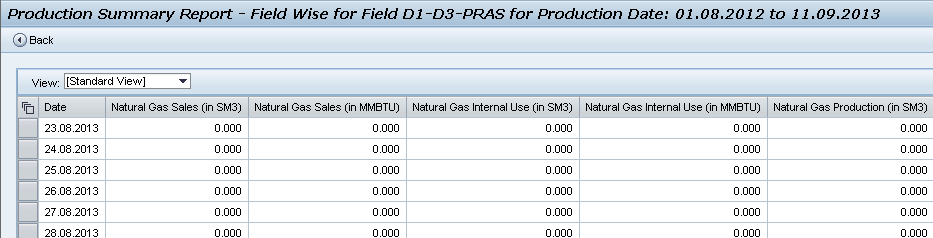 Production Summary Report - Field Wise for Field D1-D3-PRAS for Production Date: 01.08.2012 to 11.09.2013
Back
View: [Standard View]
Date Natural Gas Sales (in SM3) Natural Gas Sales (in MMBTU) Natural Gas Internal Use (in SM3) Natural Gas Internal Use (in MMBTU) Natural Gas Production (in SM3)
23.08.2013 0.000 0.000 0.000 0.000 0.000
24.08.2013 0.000 0.000 0.000 0.000 0.000
25.08.2013 0.000 0.000 0.000 0.000 0.000
26.08.2013 0.000 0.000 0.000 0.000 0.000
27.08.2013 0.000 0.000 0.000 0.000 0.000
28.08.2013 0.000 0.000 0.000 0.000 0.000